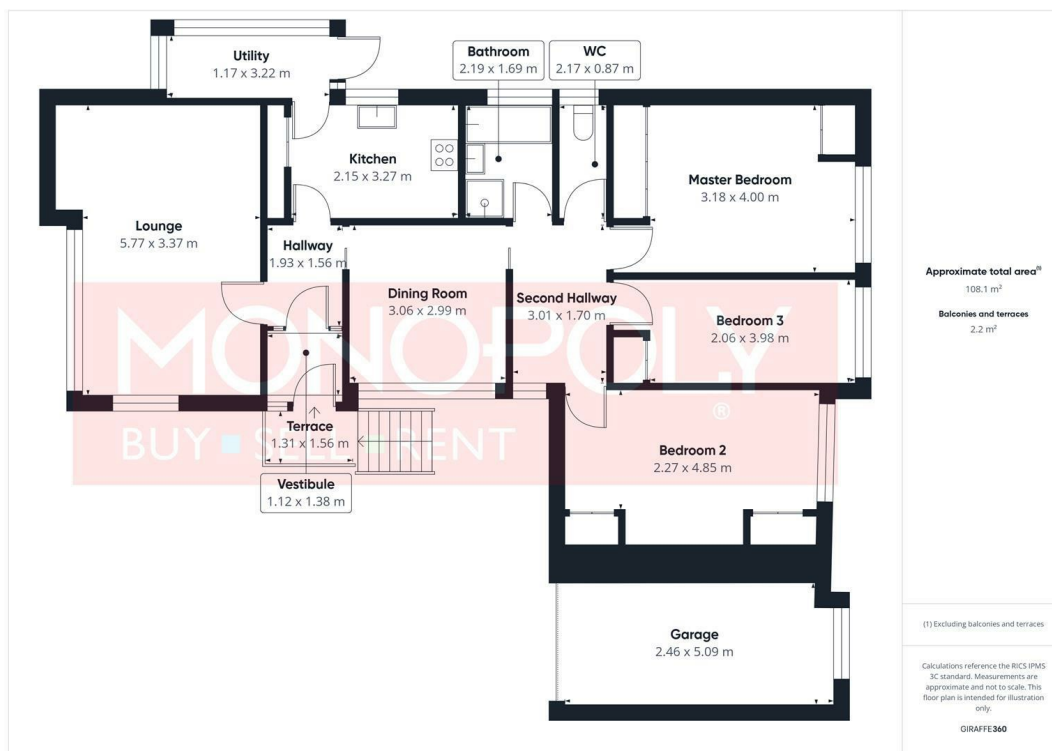 Utility
1.17 x 3.22 m
Bathroom
2.19 x 1.69 m
WC
2.17 x 0.87 m
Kitchen
2.15 x 3.27 m
Master Bedroom
3.18 x 4.00 m
Lounge
5.77 x 3.37 m
Hallway
1.93 x 1.56 m
Dining Room
3.06 x 2.99 m
Second Hallway
3.01 x 1.70 m
Bedroom 3
2.06 x 3.98 m
MONOPOLY
®
BUY SELL RENT
Terrace
1.31 x 1.56 m
Vestibule
1.12 x 1.38 m
Bedroom 2
2.27 x 4.85 m
Garage
2.46 x 5.09 m
Approximate total area(1)
108.1 m²
Balconies and terraces
2.2 m²
(1) Excluding balconies and terraces
Calculations reference the RICS IPMS
3C standard. Measurements are
approximate and not to scale. This
floor plan is intended for illustration
only.
GIRAFFE360